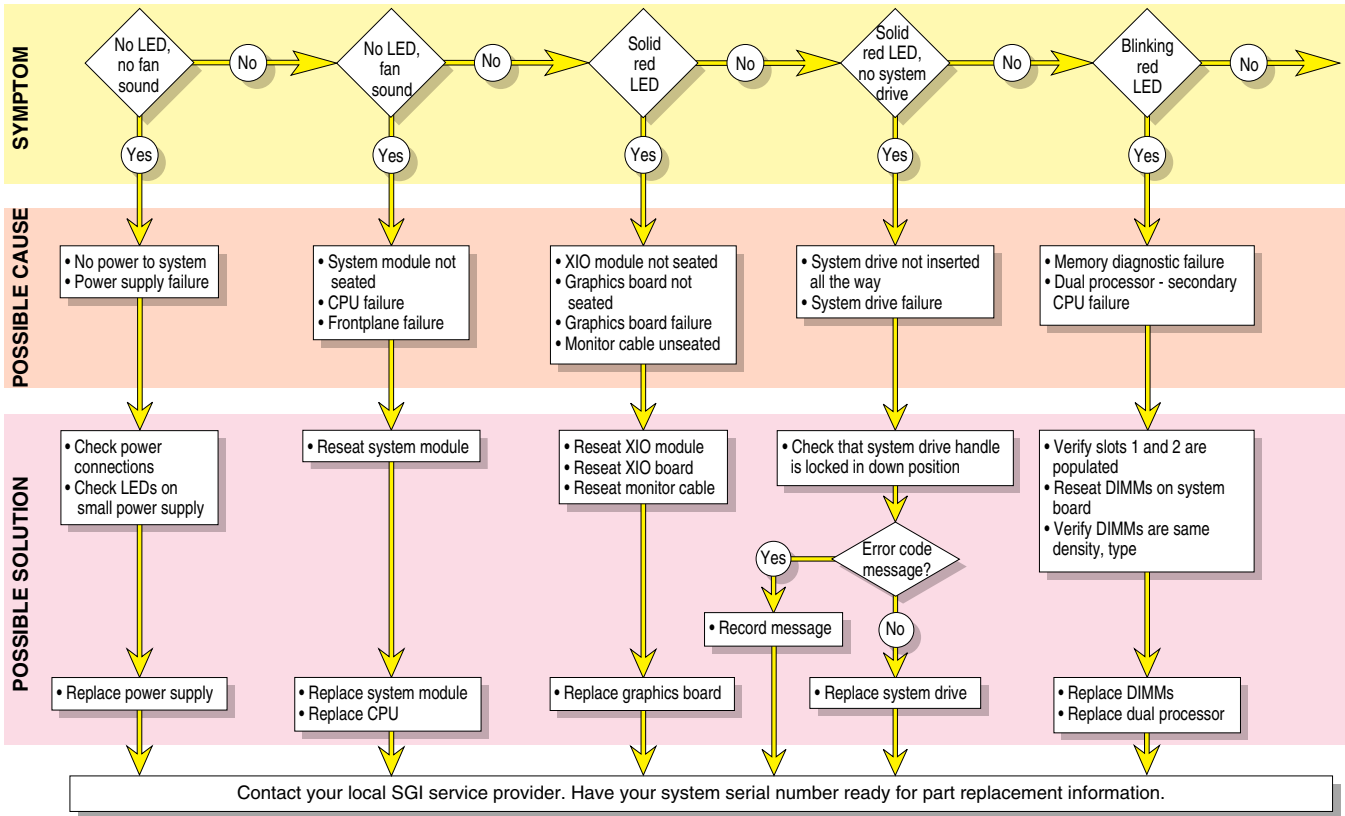 SYMPTOM
No LED,
no fan
sound
No
No LED,
fan
sound
No
Solid
red
LED
No
Solid
red LED,
no system
drive
No
Blinking
red
LED
No
Yes
Yes
Yes
Yes
Yes
POSSIBLE CAUSE
• No power to system
• Power supply failure
• System module not
seated
• CPU failure
• Frontplane failure
• XIO module not seated
• Graphics board not
seated
• Graphics board failure
• Monitor cable unseated
• System drive not inserted
all the way
• System drive failure
• Memory diagnostic failure
• Dual processor - secondary
CPU failure
POSSIBLE SOLUTION
• Check power
connections
• Check LEDs on
small power supply
• Reseat system module
• Reseat XIO module
• Reseat XIO board
• Reseat monitor cable
• Check that system drive handle
is locked in down position
• Verify slots 1 and 2 are
populated
• Reseat DIMMs on system
board
• Verify DIMMs are same
density, type
Error code
message?
Yes
• Record message
No
• Replace power supply
• Replace system module
• Replace CPU
• Replace graphics board
• Replace system drive
• Replace DIMMs
• Replace dual processor
Contact your local SGI service provider. Have your system serial number ready for part replacement information.